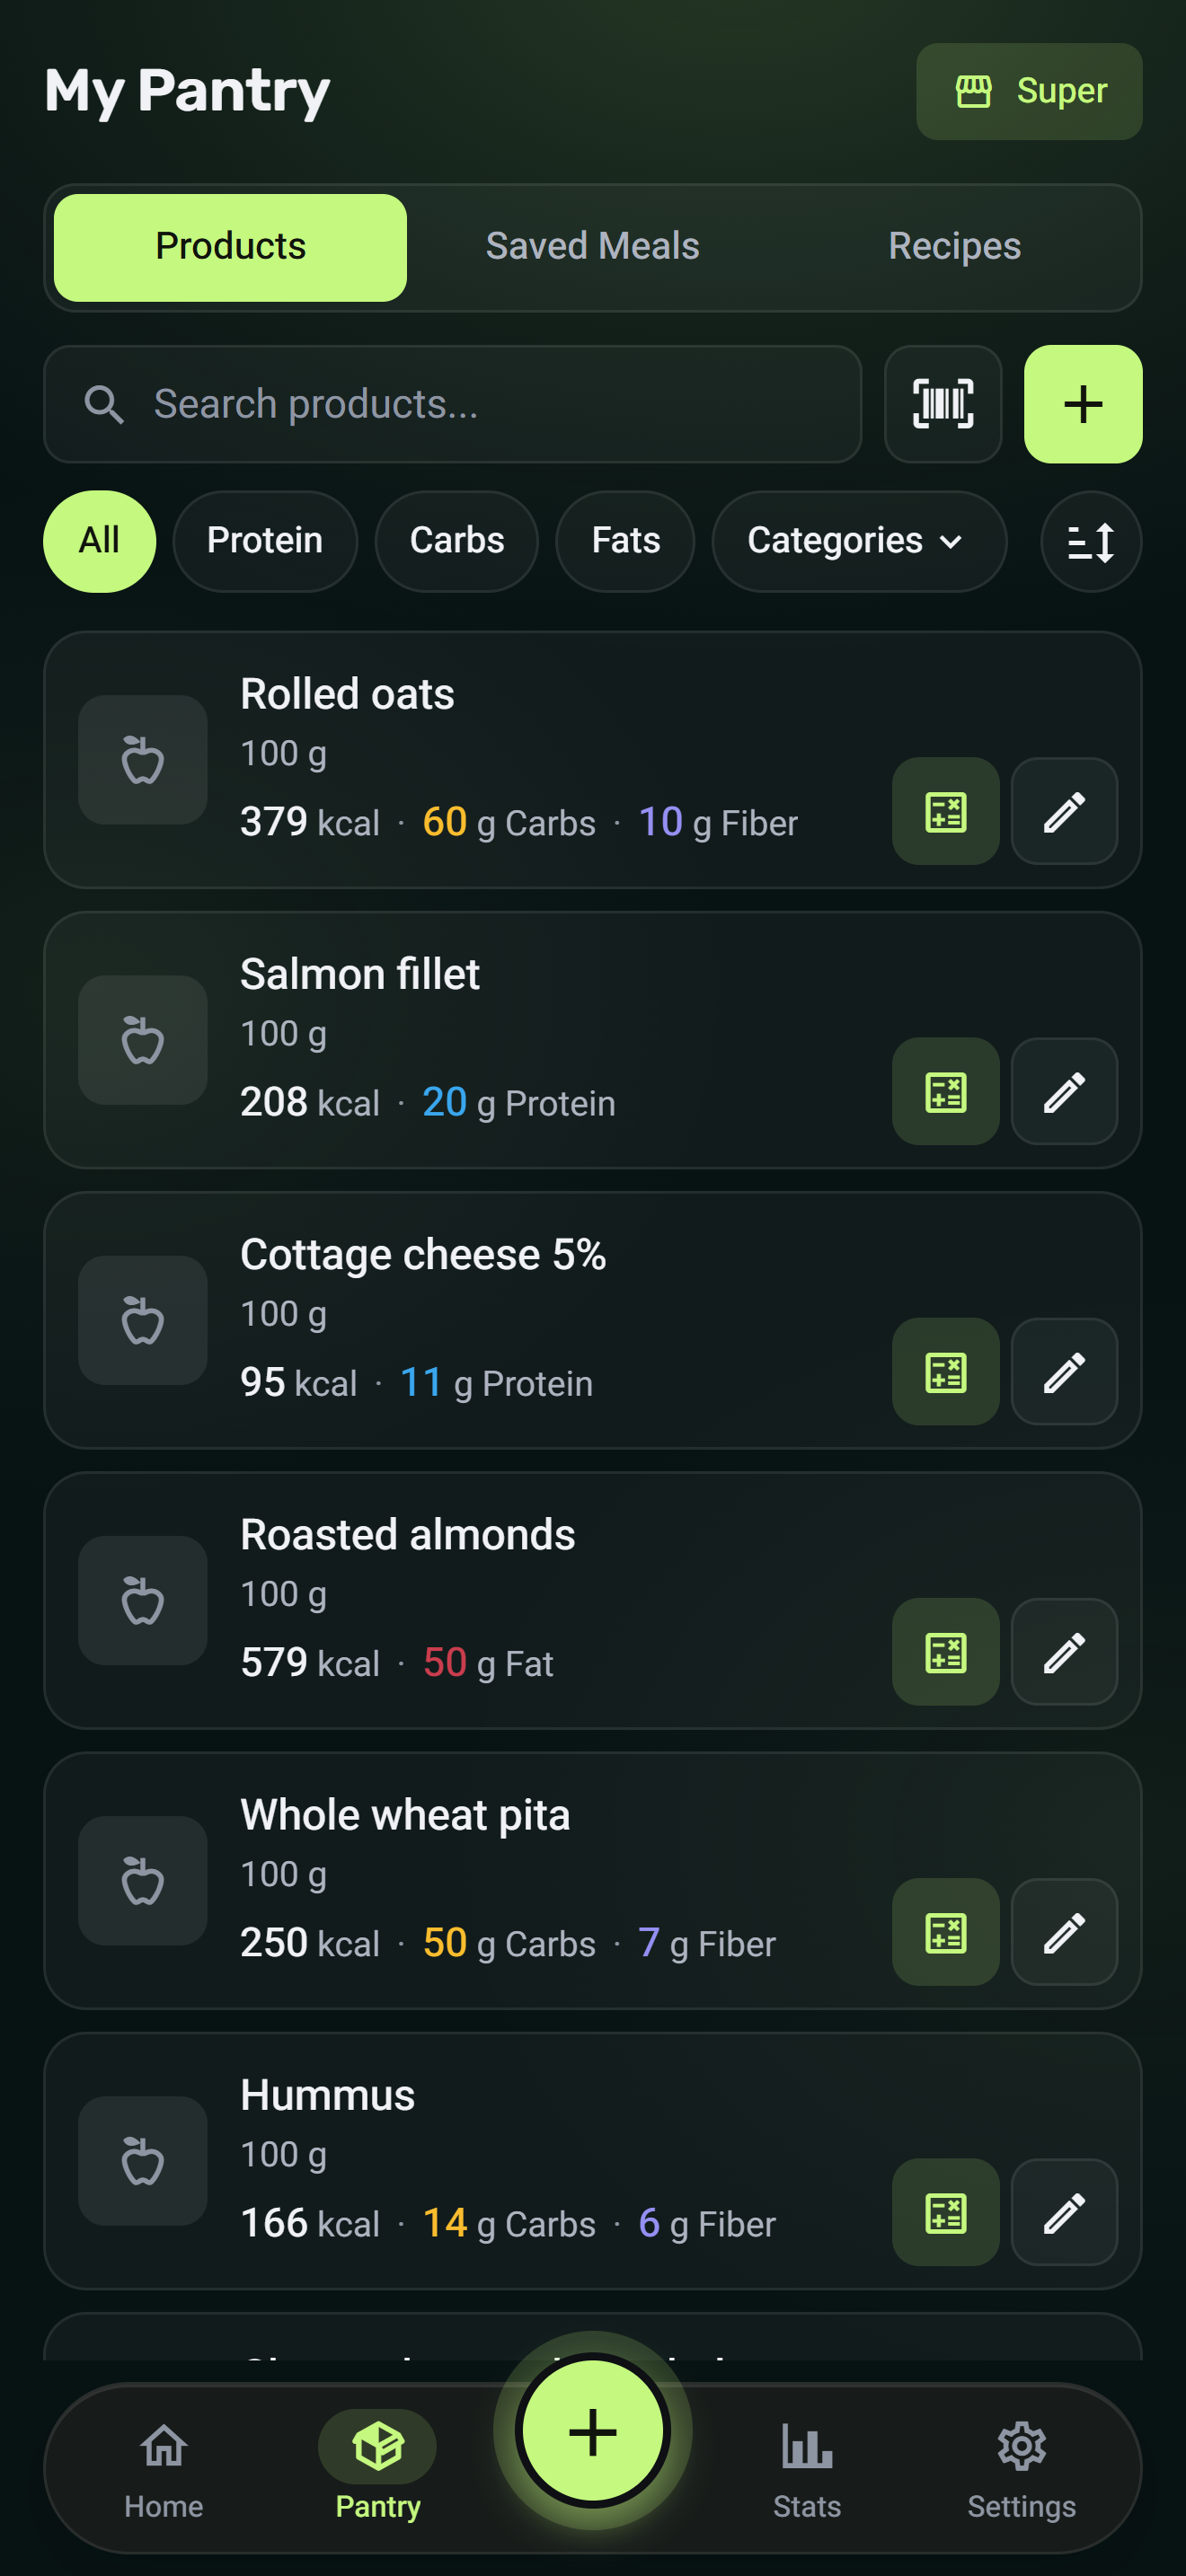 My Pantry
Super
Products
Saved Meals
Recipes
Search products...
All
Protein
Carbs
Fats
Categories
Rolled oats
100 g
379 kcal · 60 g Carbs · 10 g Fiber
Salmon fillet
100 g
208 kcal · 20 g Protein
Cottage cheese 5%
100 g
95 kcal · 11 g Protein
Roasted almonds
100 g
579 kcal · 50 g Fat
Whole wheat pita
100 g
250 kcal · 50 g Carbs · 7 g Fiber
Hummus
100 g
166 kcal · 14 g Carbs · 6 g Fiber
Home
Pantry
Stats
Settings